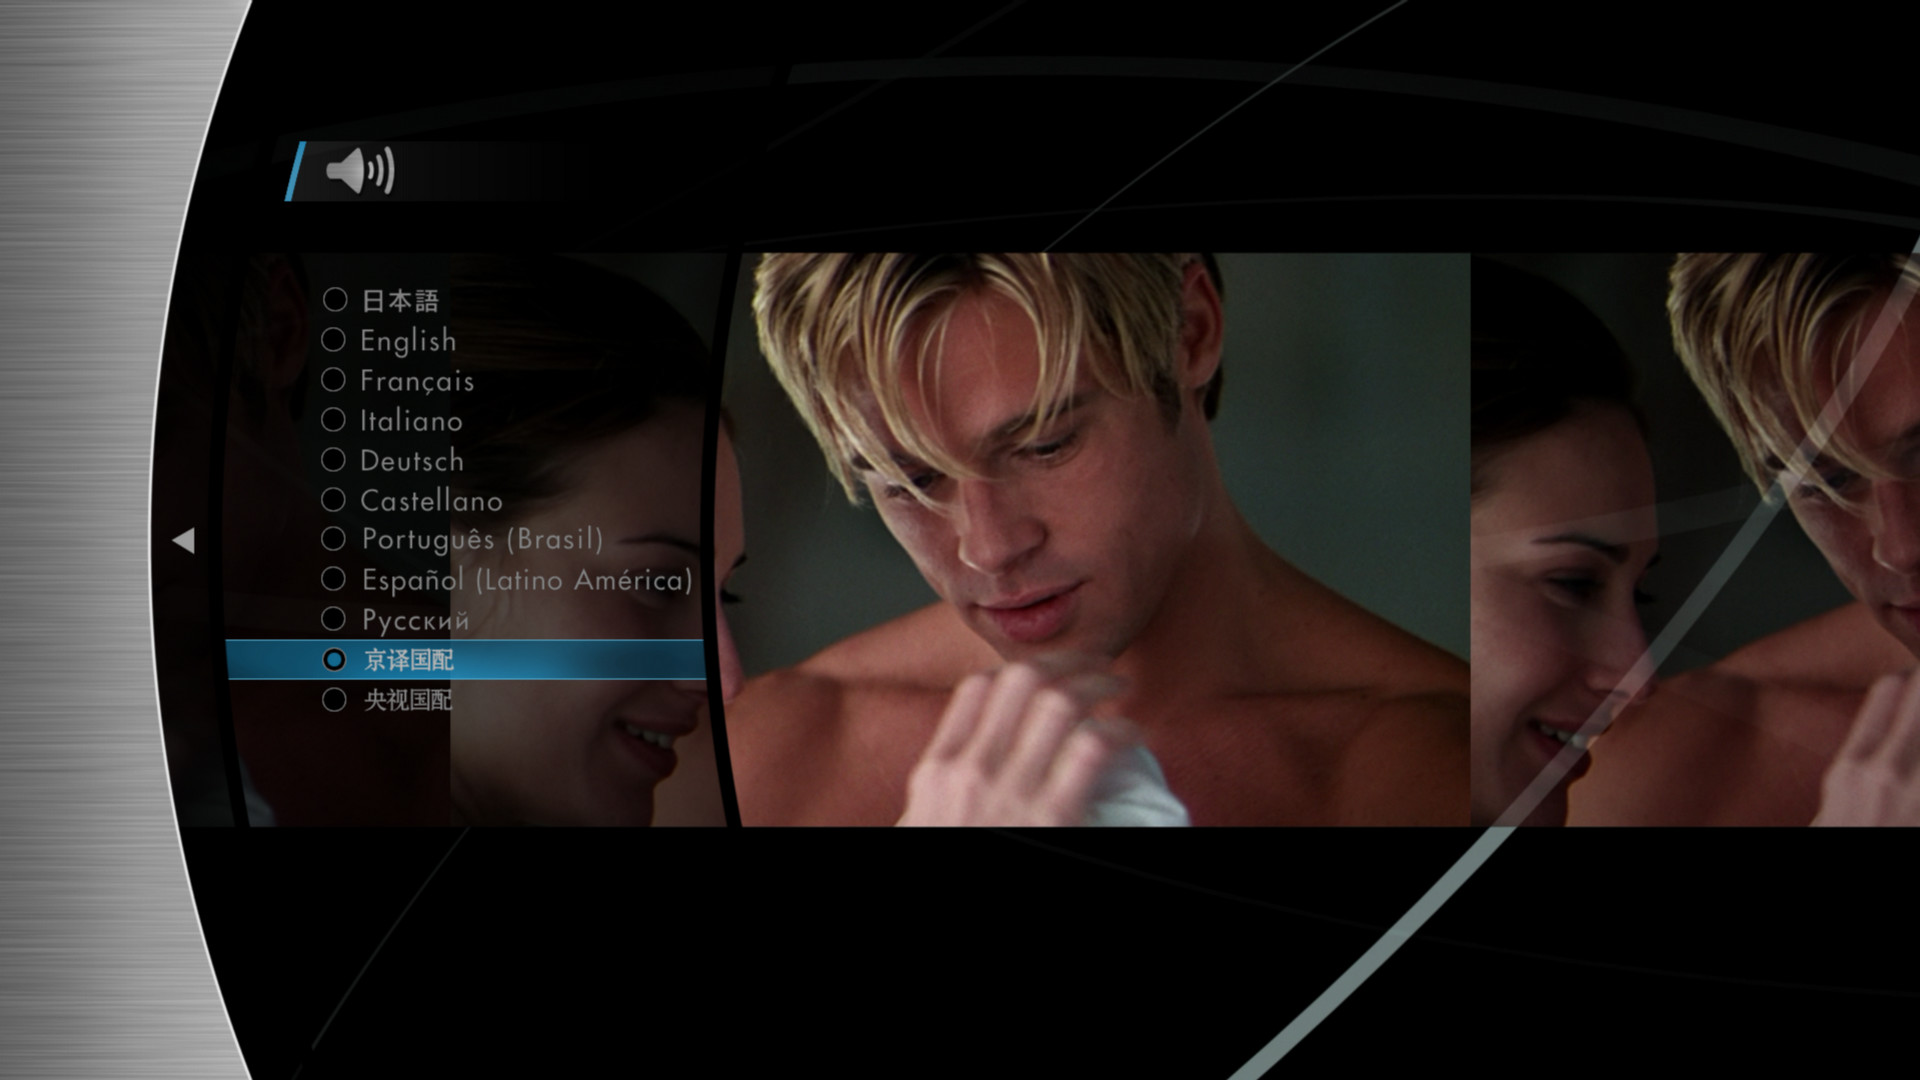 日本語
English
Français
Italiano
Deutsch
Castellano
Português (Brasil)
Español (Latino América)
Русский
京译国配
央视国配